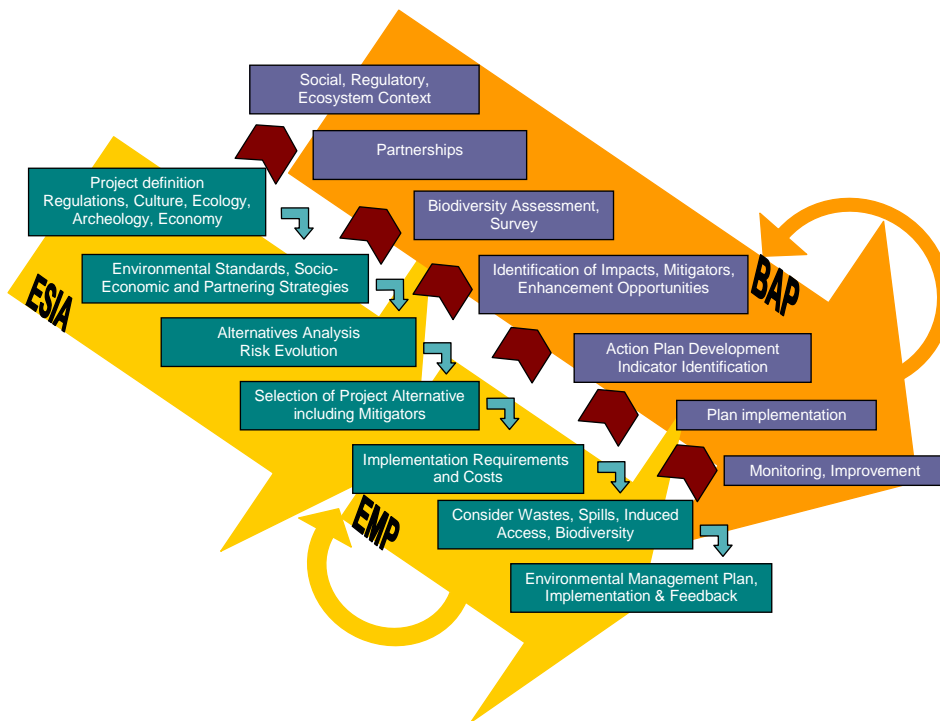 Social, Regulatory,
Ecosystem Context
Partnerships
Project definition
Regulations, Culture, Ecology,
Archeology, Economy
Biodiversity Assessment,
Survey
Environmental Standards, Socio-
Economic and Partnering Strategies
Identification of Impacts, Mitigators,
Enhancement Opportunities
BAP
ESIA
Alternatives Analysis
Risk Evolution
Action Plan Development
Indicator Identification
Selection of Project Alternative
including Mitigators
Plan implementation
Implementation Requirements
and Costs
Monitoring, Improvement
EMP
Consider Wastes, Spills, Induced
Access, Biodiversity
Environmental Management Plan,
Implementation & Feedback